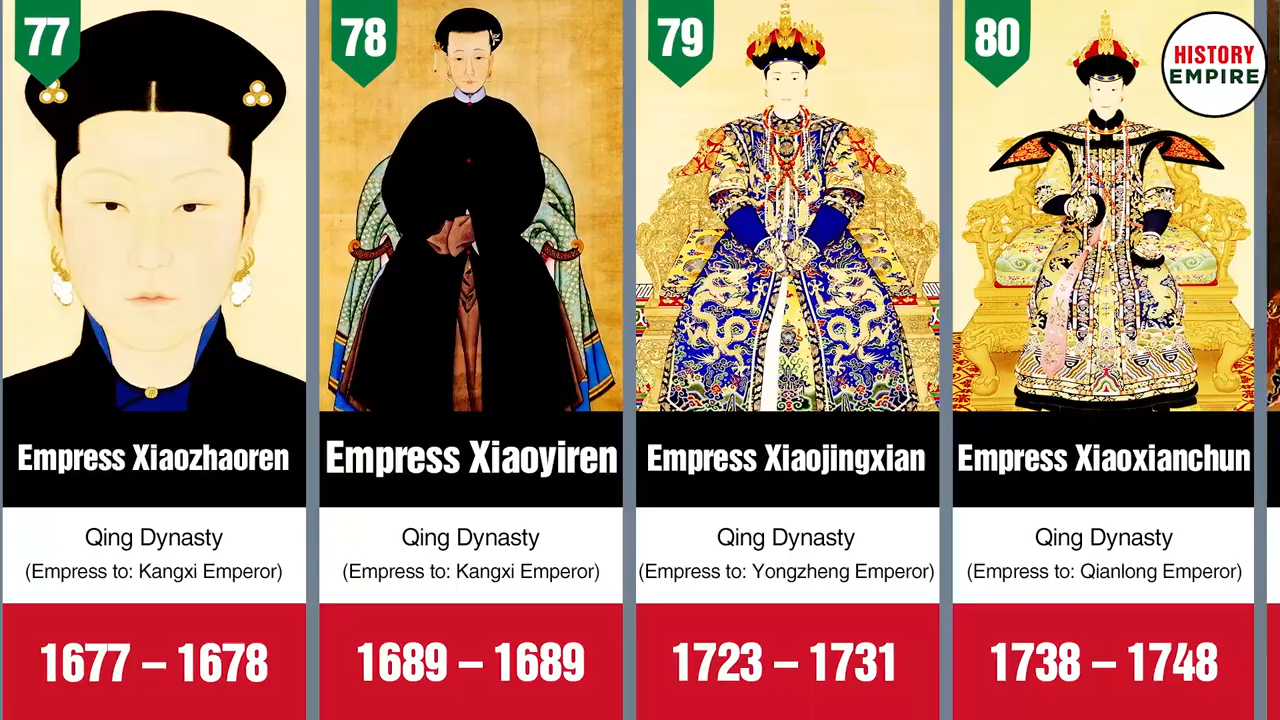 77
Empress Xiaozhaoren
Qing Dynasty
(Empress to: Kangxi Emperor)
1677 – 1678
78
Empress Xiaoyiren
Qing Dynasty
(Empress to: Kangxi Emperor)
1689 – 1689
79
Empress Xiaojingxian
Qing Dynasty
(Empress to: Yongzheng Emperor)
1723 – 1731
80
Empress Xiaoxianchun
Qing Dynasty
(Empress to: Qianlong Emperor)
1738 – 1748
HISTORY
EMPIRE